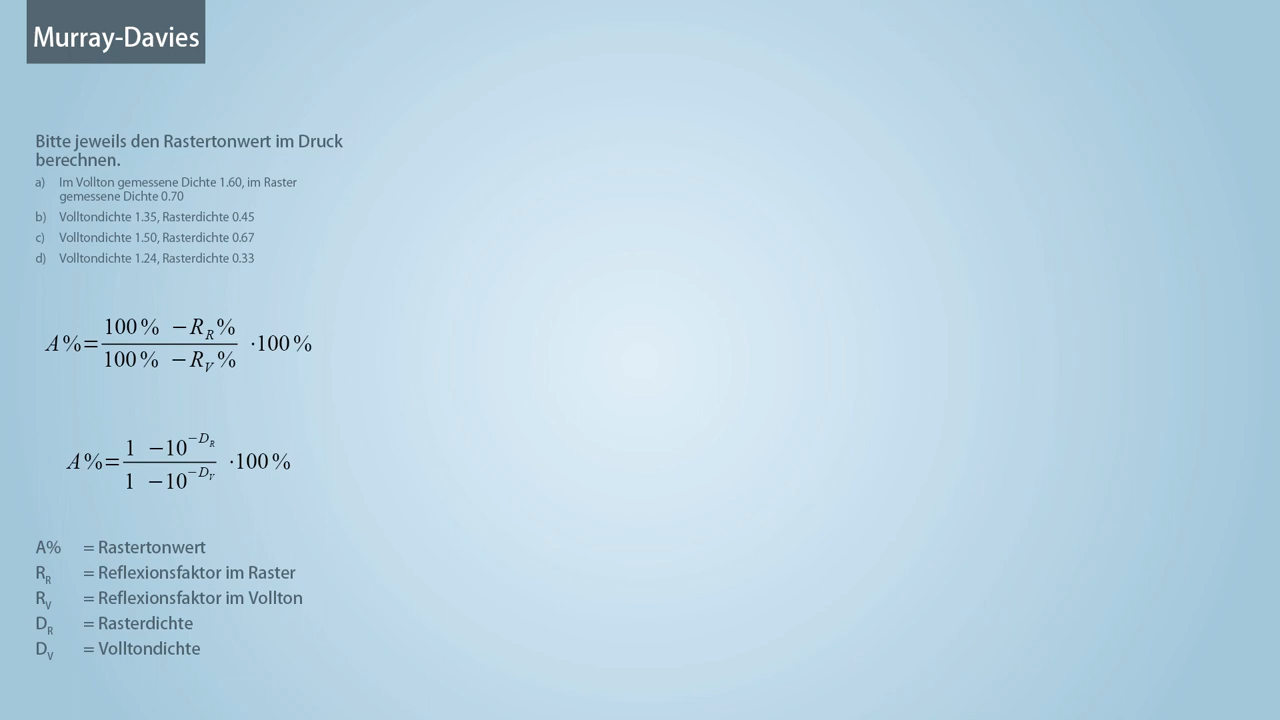 Murray-Davies
Bitte jeweils den Rastertonwert im Druck
berechnen.
a) Im Vollton gemessene Dichte 1.60, im Raster
gemessene Dichte 0.70
b) Volltondichte 1.35, Rasterdichte 0.45
c) Volltondichte 1.50, Rasterdichte 0.67
d) Volltondichte 1.24, Rasterdichte 0.33
100 % − R_R %
A % = ·100 %
100 % − R_V %
1 − 10^{−D_R}
A % = ·100 %
1 − 10^{−D_V}
A% = Rastertonwert
R_R = Reflexionsfaktor im Raster
R_V = Reflexionsfaktor im Vollton
D_R = Rasterdichte
D_V = Volltondichte